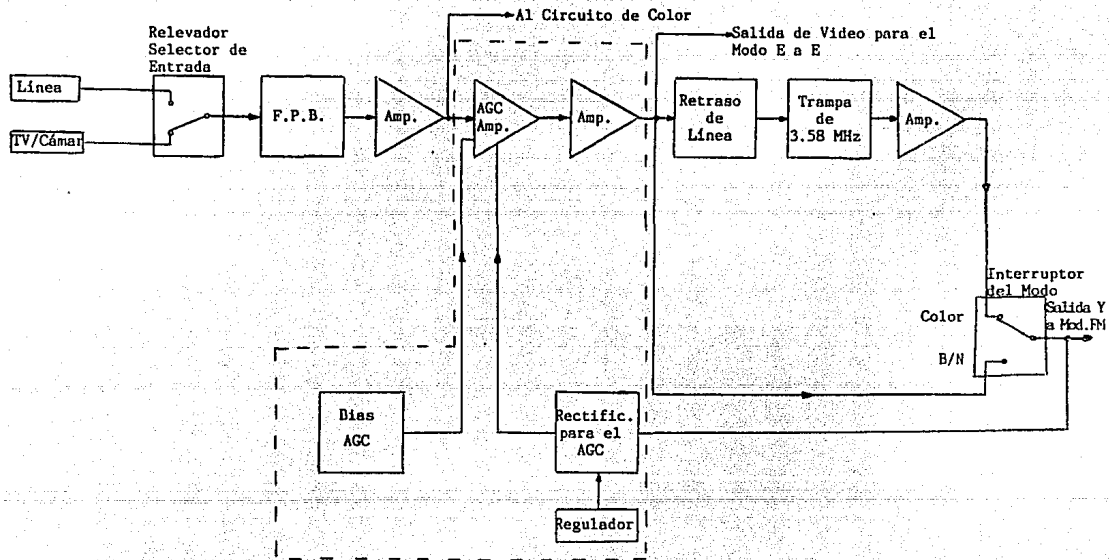 Al Circuito de Color
Salida de Video para el
Modo E a E
Relevador
Selector de
Entrada
Línea
TV/Cámar
F.P.B.
Amp.
AGC
Amp.
Amp.
Retraso
de
Línea
Trampa
de
3.58 MHz
Amp.
Interruptor
del Modo
Salida Y
a Mod.FM
Color
B/N
Dias
AGC
Rectific.
para el
AGC
Regulador